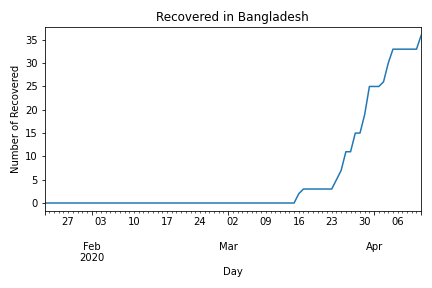 Recovered in Bangladesh
Number of Recovered
35
30
25
20
15
10
5
0
27 03 10 17 24 02 09 16 23 30 06
Feb Mar Apr
2020
Day